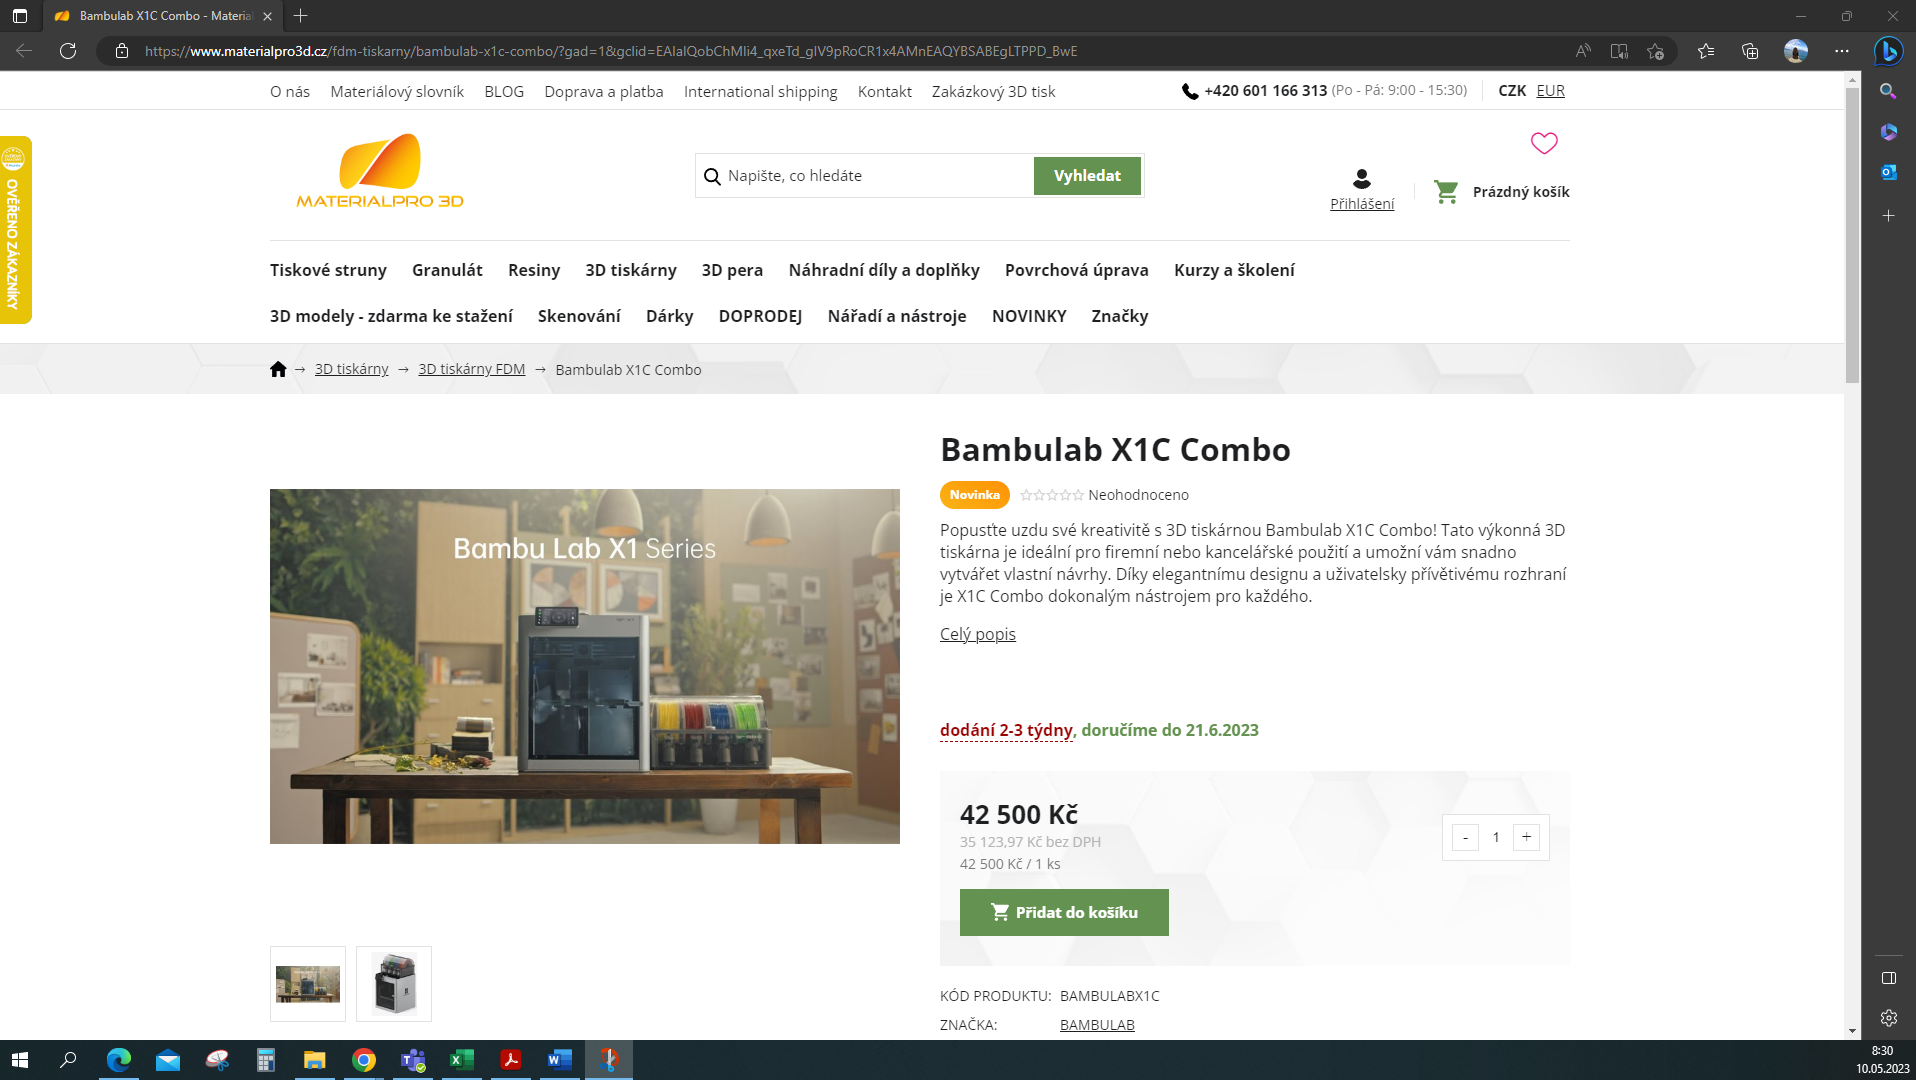 Bambulab X1C Combo - Materia
https://www.materialpro3d.cz/fdm-tiskarny/bambulab-x1c-combo/?gad=1&gclid=EAIaIQobChMIi4_qxeTd_gIV9pRoCR1x4AMnEAQYBSABEgLTPPD_BwE
O nás Materiálový slovník BLOG Doprava a platba International shipping Kontakt Zakázkový 3D tisk
+420 601 166 313 (Po - Pá: 9:00 - 15:30) CZK EUR
OVĚŘENO ZÁKAZNÍKY
MATERIALPRO 3D
Napište, co hledáte Vyhledat
Přihlášení
Prázdný košík
Tiskové struny Granulát Resiny 3D tiskárny 3D pera Náhradní díly a doplňky Povrchová úprava Kurzy a školení
3D modely - zdarma ke stažení Skenování Dárky DOPRODEJ Nářadí a nástroje NOVINKY Značky
→ 3D tiskárny → 3D tiskárny FDM → Bambulab X1C Combo
Bambu Lab X1 Series
Bambulab X1C Combo
Novinka Neohodnoceno
Popusťte uzdu své kreativitě s 3D tiskárnou Bambulab X1C Combo! Tato výkonná 3D
tiskárna je ideální pro firemní nebo kancelářské použití a umožní vám snadno
vytvářet vlastní návrhy. Díky elegantnímu designu a uživatelsky přívětivému rozhraní
je X1C Combo dokonalým nástrojem pro každého.
Celý popis
dodání 2-3 týdny, doručíme do 21.6.2023
42 500 Kč
35 123,97 Kč bez DPH
42 500 Kč / 1 ks
- 1 +
Přidat do košíku
KÓD PRODUKTU: BAMBULABX1C
ZNAČKA: BAMBULAB
8:30
10.05.2023